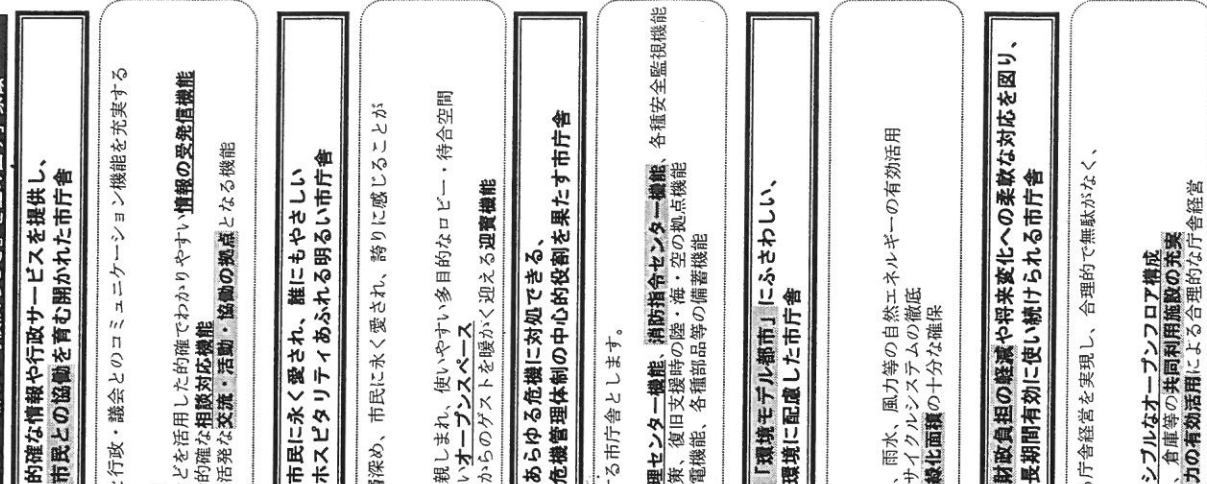 的確な情報や行政サービスを提供し、
市民との協働を育む開かれた市庁舎
行政・議会とのコミュニケーション機能を充実する
どを活用した的確でわかりやすい情報の受発信機能
的確な相談対応機能
活発な交流・活動・協働の拠点となる機能
市民に永く愛され、誰にもやさしい
ホスピタリティあふれる明るい市庁舎
深め、市民に永く愛され、誇りに感じることが
親しまれ、使いやすい多目的なロビー・待合空間
いオープンスペース
からのゲストを暖かく迎える迎賓機能
あらゆる危機に対処できる、
危機管理体制の中心的役割を果たす市庁舎
る市庁舎とします。
理センター機能、消防指令センター機能、各種安全監視機能
策、復旧支援時の陸・海・空の拠点機能
電機能、各種部品等の備蓄機能
「環境モデル都市」にふさわしい、
環境に配慮した市庁舎
、雨水、風力等の自然エネルギーの有効活用
サイクルシステムの徹底
緑化面積の十分な確保
財政負担の軽減や将来変化への柔軟な対応を図り、
長期間有効に使い続けられる市庁舎
庁舎経営を実現し、合理的で無駄がなく、
シブルなオープンフロア構成
、倉庫等の共同利用施設の充実
力の有効活用による合理的な庁舎経営